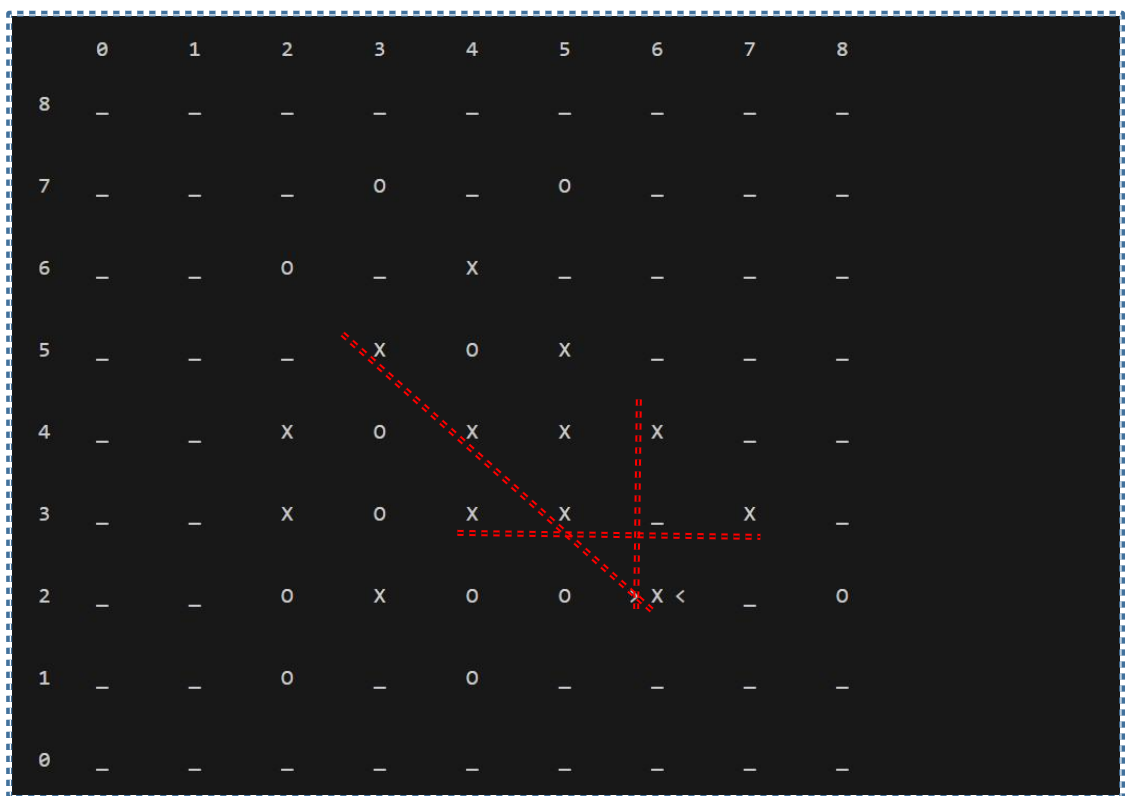 0 1 2 3 4 5 6 7 8
8 _ _ _ _ _ _ _ _ _
7 _ _ _ O _ O _ _ _
6 _ _ O _ X _ _ _ _
5 _ _ _ X O X _ _ _
4 _ _ X O X X X _ _
3 _ _ X O X X _ X _
2 _ _ O X O O > X < _ O
1 _ _ O _ O _ _ _ _
0 _ _ _ _ _ _ _ _ _